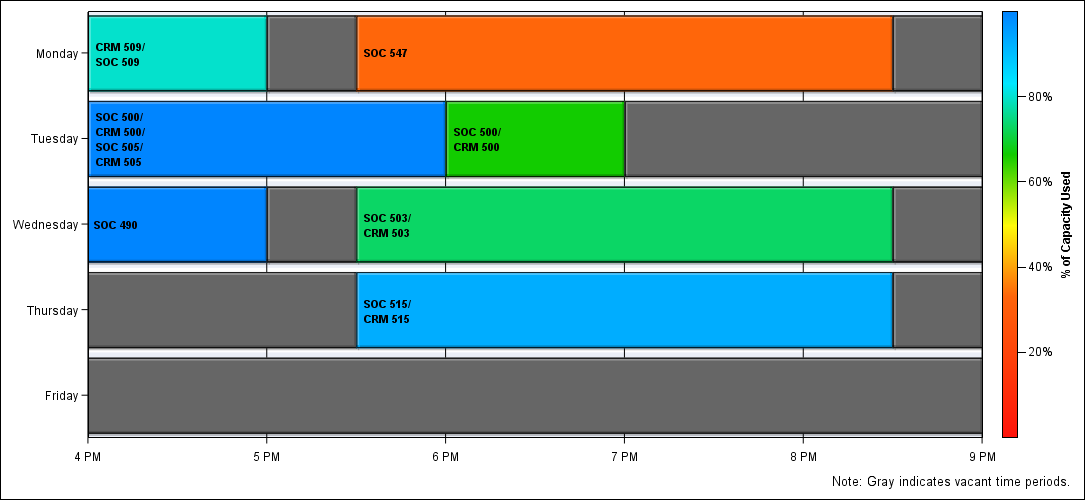 Monday
CRM 509/
SOC 509
SOC 547
Tuesday
SOC 500/
CRM 500/
SOC 505/
CRM 505
SOC 500/
CRM 500
Wednesday
SOC 490
SOC 503/
CRM 503
Thursday
SOC 515/
CRM 515
Friday
4 PM
5 PM
6 PM
7 PM
8 PM
9 PM
80%
60%
40%
20%
% of Capacity Used
Note: Gray indicates vacant time periods.